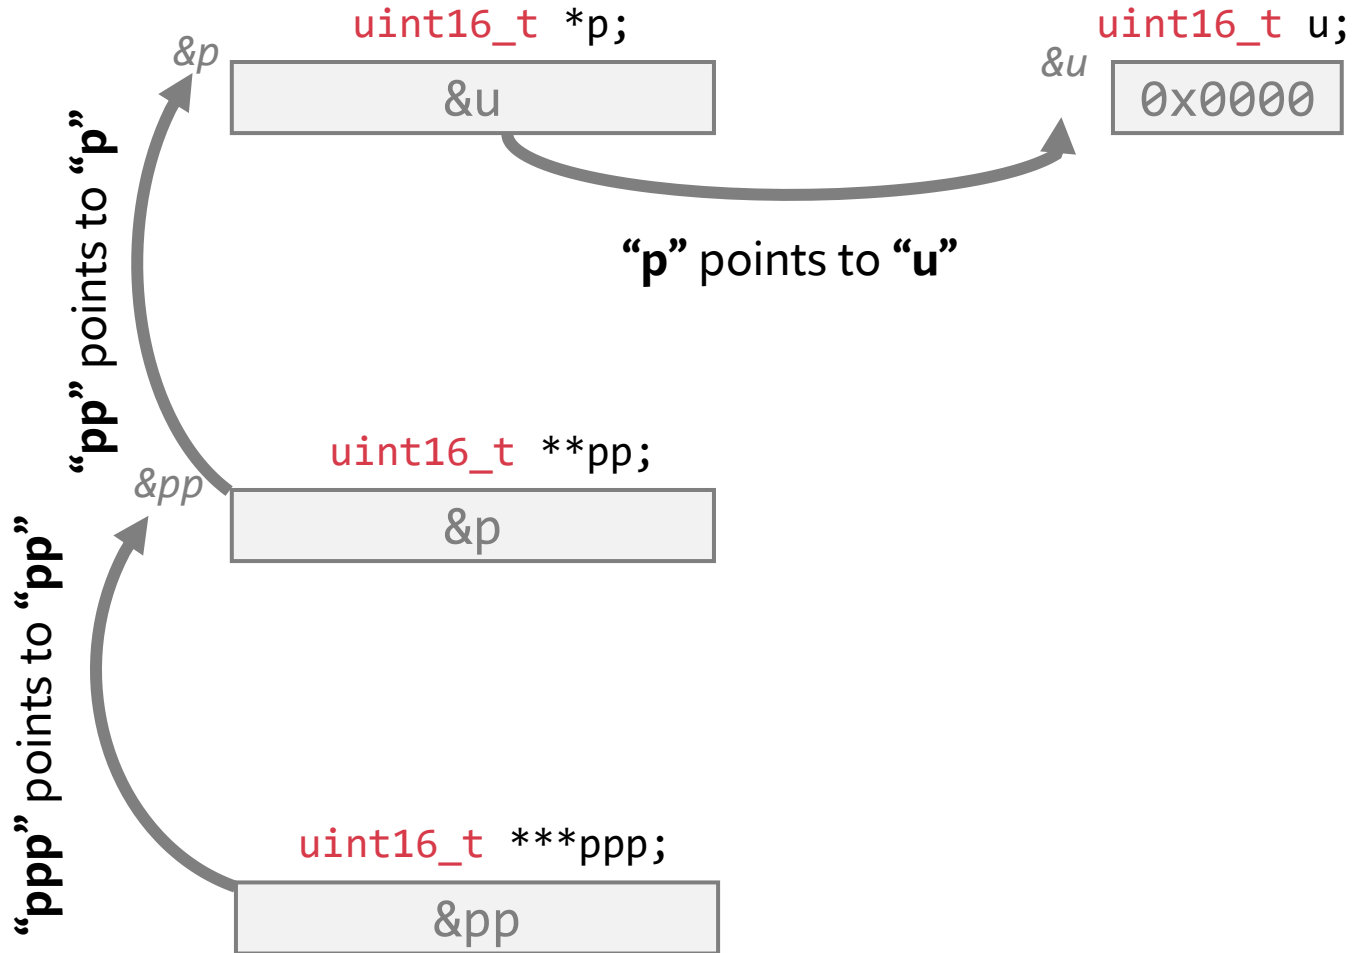 uint16_t *p;
&p
&u
uint16_t u;
&u
0x0000
“p” points to “u”
“pp” points to “p”
uint16_t **pp;
&pp
&p
“ppp” points to “pp”
uint16_t ***ppp;
&pp